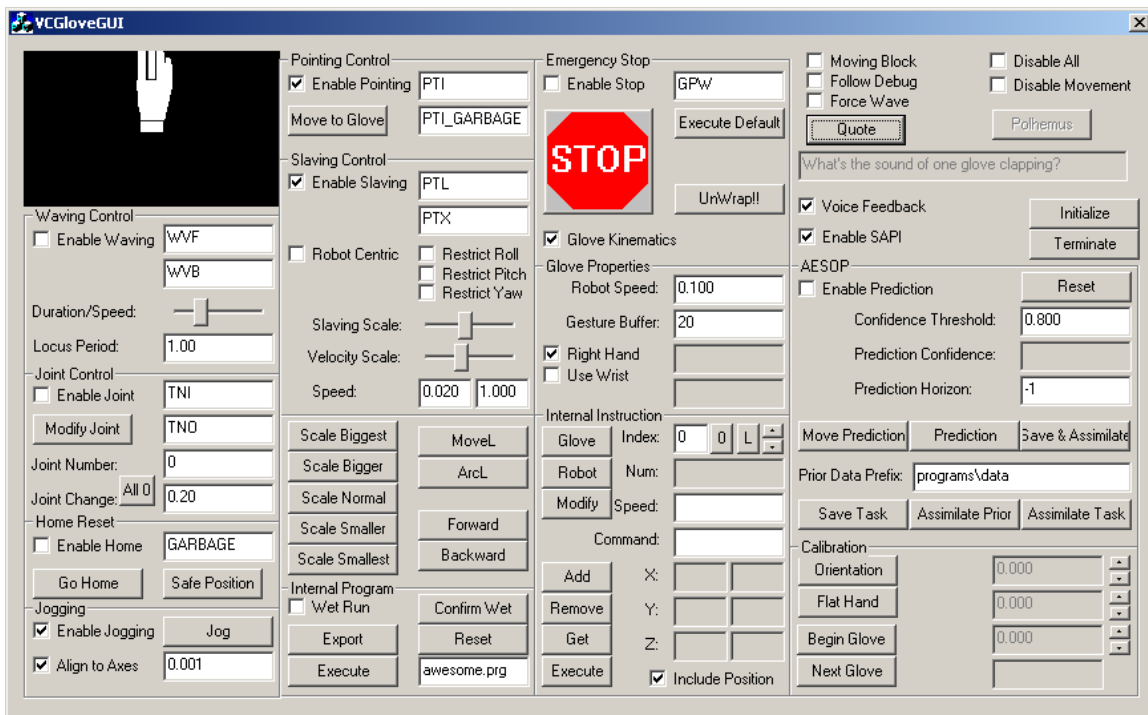 VCGloveGUI
Waving Control
Enable Waving WVF
WVB
Duration/Speed:
Locus Period: 1.00
Joint Control
Enable Joint TNI
Modify Joint TNO
Joint Number: 0
Joint Change: All 0 0.20
Home Reset
Enable Home GARBAGE
Go Home Safe Position
Jogging
Enable Jogging Jog
Align to Axes 0.001
Pointing Control
Enable Pointing PTI
Move to Glove PTI_GARBAGE
Slaving Control
Enable Slaving PTL
PTX
Robot Centric Restrict Roll
Restrict Pitch
Restrict Yaw
Slaving Scale:
Velocity Scale:
Speed: 0.020 1.000
Scale Biggest MoveL
Scale Bigger ArcL
Scale Normal
Scale Smaller Forward
Scale Smallest Backward
Internal Program
Wet Run Confirm Wet
Export Reset
Execute awesome.prg
Emergency Stop
Enable Stop GPW
STOP Execute Default
UnWrap!!
Glove Kinematics
Glove Properties
Robot Speed: 0.100
Gesture Buffer: 20
Right Hand
Use Wrist
Internal Instruction
Glove Index: 0 0 L
Robot Num:
Modify Speed:
Command:
Add X:
Remove Y:
Get Z:
Execute Include Position
Moving Block Disable All
Follow Debug Disable Movement
Force Wave
Quote Polhemus
What's the sound of one glove clapping?
Voice Feedback Initialize
Enable SAPI Terminate
AESOP
Enable Prediction Reset
Confidence Threshold: 0.800
Prediction Confidence:
Prediction Horizon: -1
Move Prediction Prediction Save & Assimilate
Prior Data Prefix: programs\data
Save Task Assimilate Prior Assimilate Task
Calibration
Orientation 0.000
Flat Hand 0.000
Begin Glove 0.000
Next Glove